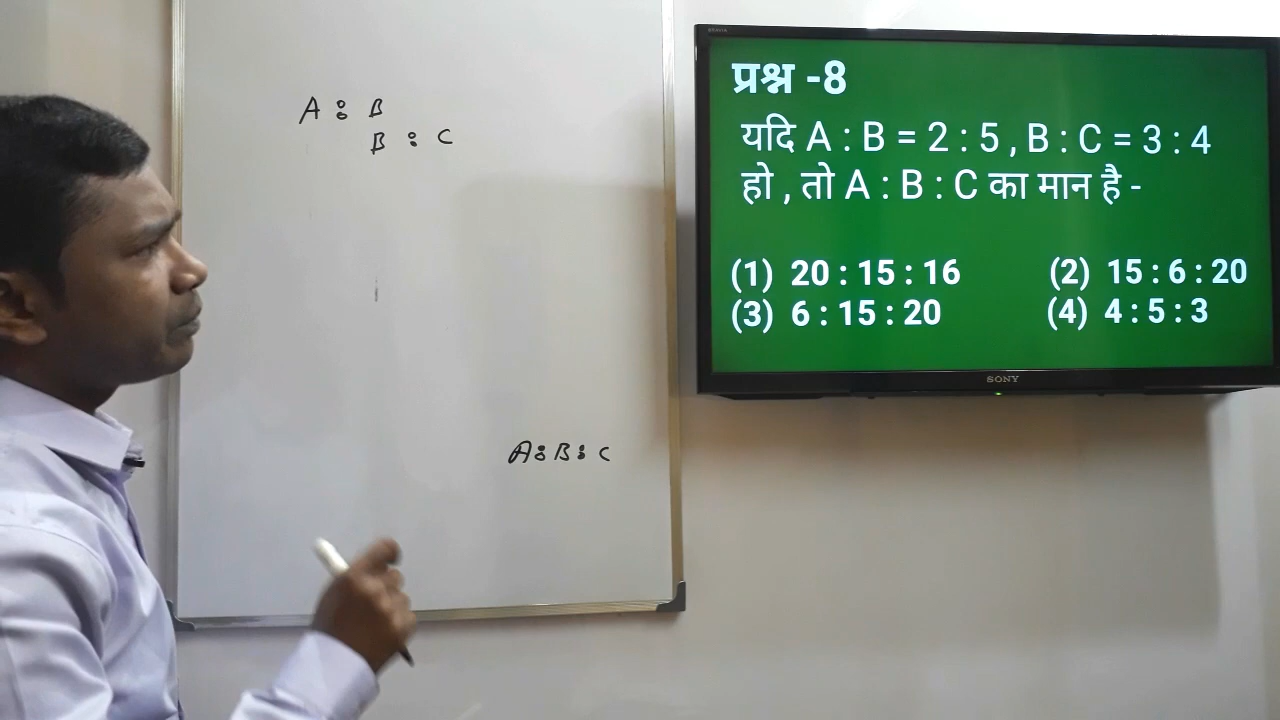 A : B
B : C
A : B : C
प्रश्न -8
यदि A : B = 2 : 5 , B : C = 3 : 4
हो , तो A : B : C का मान है -
(1) 20 : 15 : 16 (2) 15 : 6 : 20
(3) 6 : 15 : 20 (4) 4 : 5 : 3
SONY